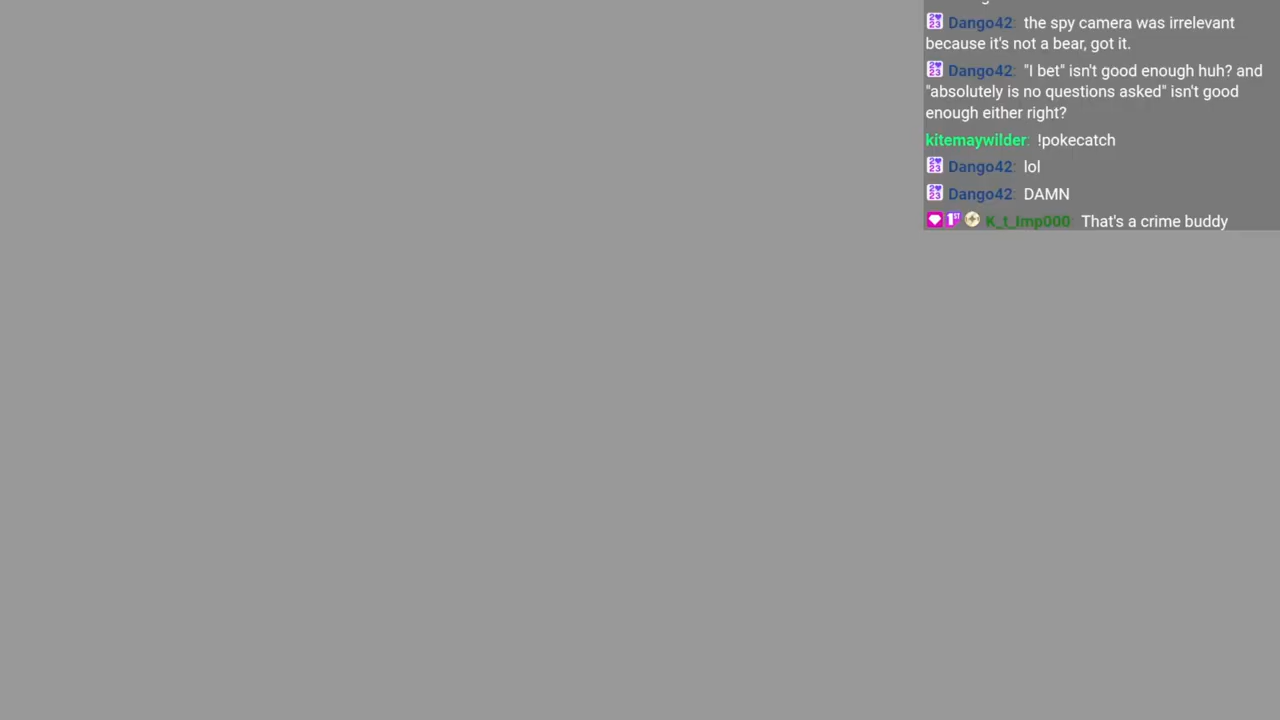 Dango42: the spy camera was irrelevant
because it's not a bear, got it.
Dango42: "I bet" isn't good enough huh? and
"absolutely is no questions asked" isn't good
enough either right?
kitemaywilder: !pokecatch
Dango42: lol
Dango42: DAMN
K_t_Imp000: That's a crime buddy